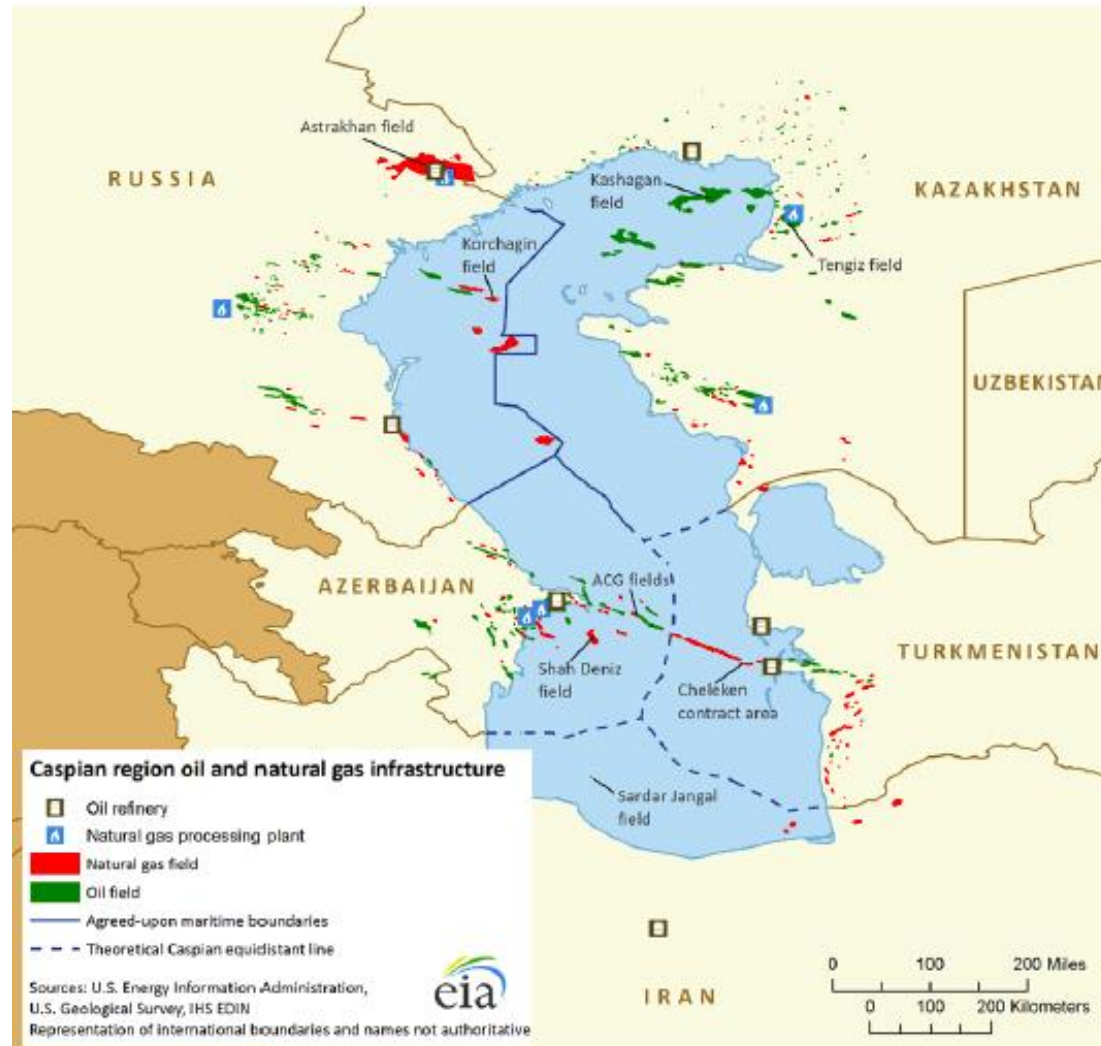 Astrakhan field
RUSSIA
Kashagan
field
KAZAKHSTAN
Korchagin
field
Tengiz field
UZBEKISTAN
AZERBAIJAN
ACG fields
Shah Deniz
field
Cheleken
contract area
TURKMENISTAN
Sardar Jangal
field
IRAN
Caspian region oil and natural gas infrastructure
Oil refinery
Natural gas processing plant
Natural gas field
Oil field
Agreed-upon maritime boundaries
Theoretical Caspian equidistant line
Sources: U.S. Energy Information Administration,
U.S. Geological Survey, IHS EDIN
Representation of international boundaries and names not authoritative
eia
0 100 200 Miles
0 100 200 Kilometers